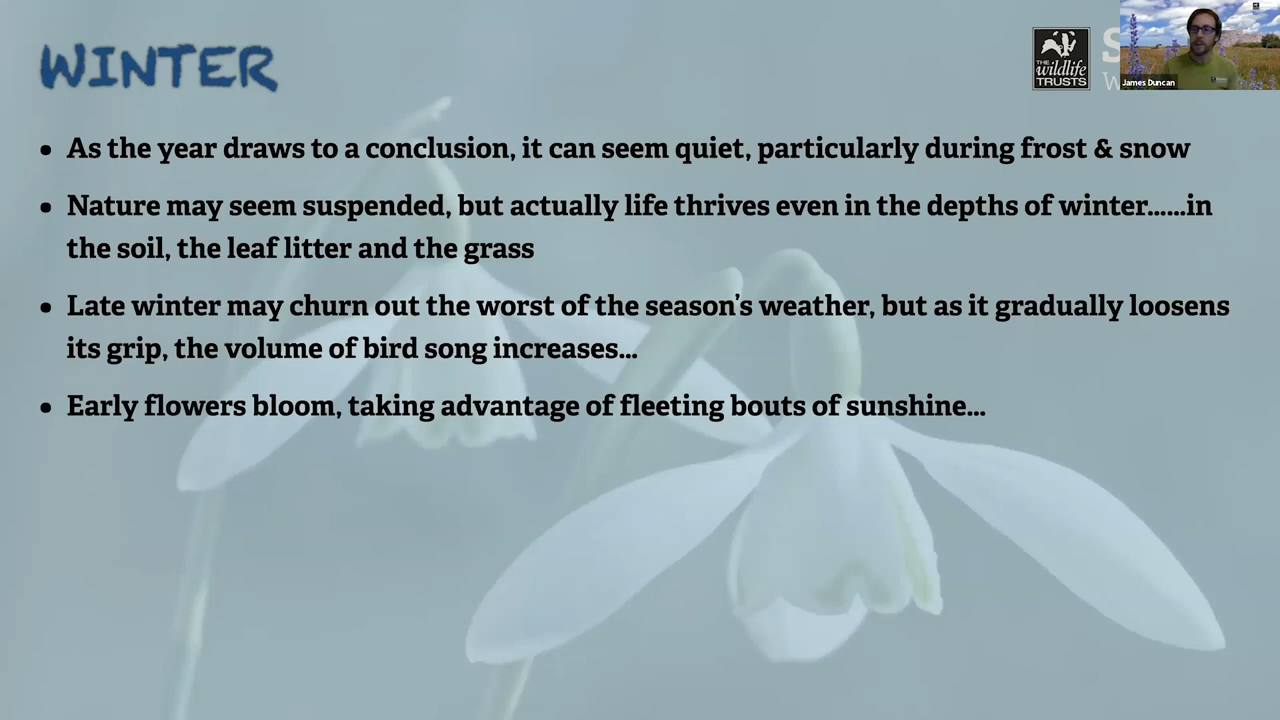 WINTER
THE
wildlife
TRUSTS
James Duncan
• As the year draws to a conclusion, it can seem quiet, particularly during frost & snow
• Nature may seem suspended, but actually life thrives even in the depths of winter......in
the soil, the leaf litter and the grass
• Late winter may churn out the worst of the season’s weather, but as it gradually loosens
its grip, the volume of bird song increases...
• Early flowers bloom, taking advantage of fleeting bouts of sunshine...